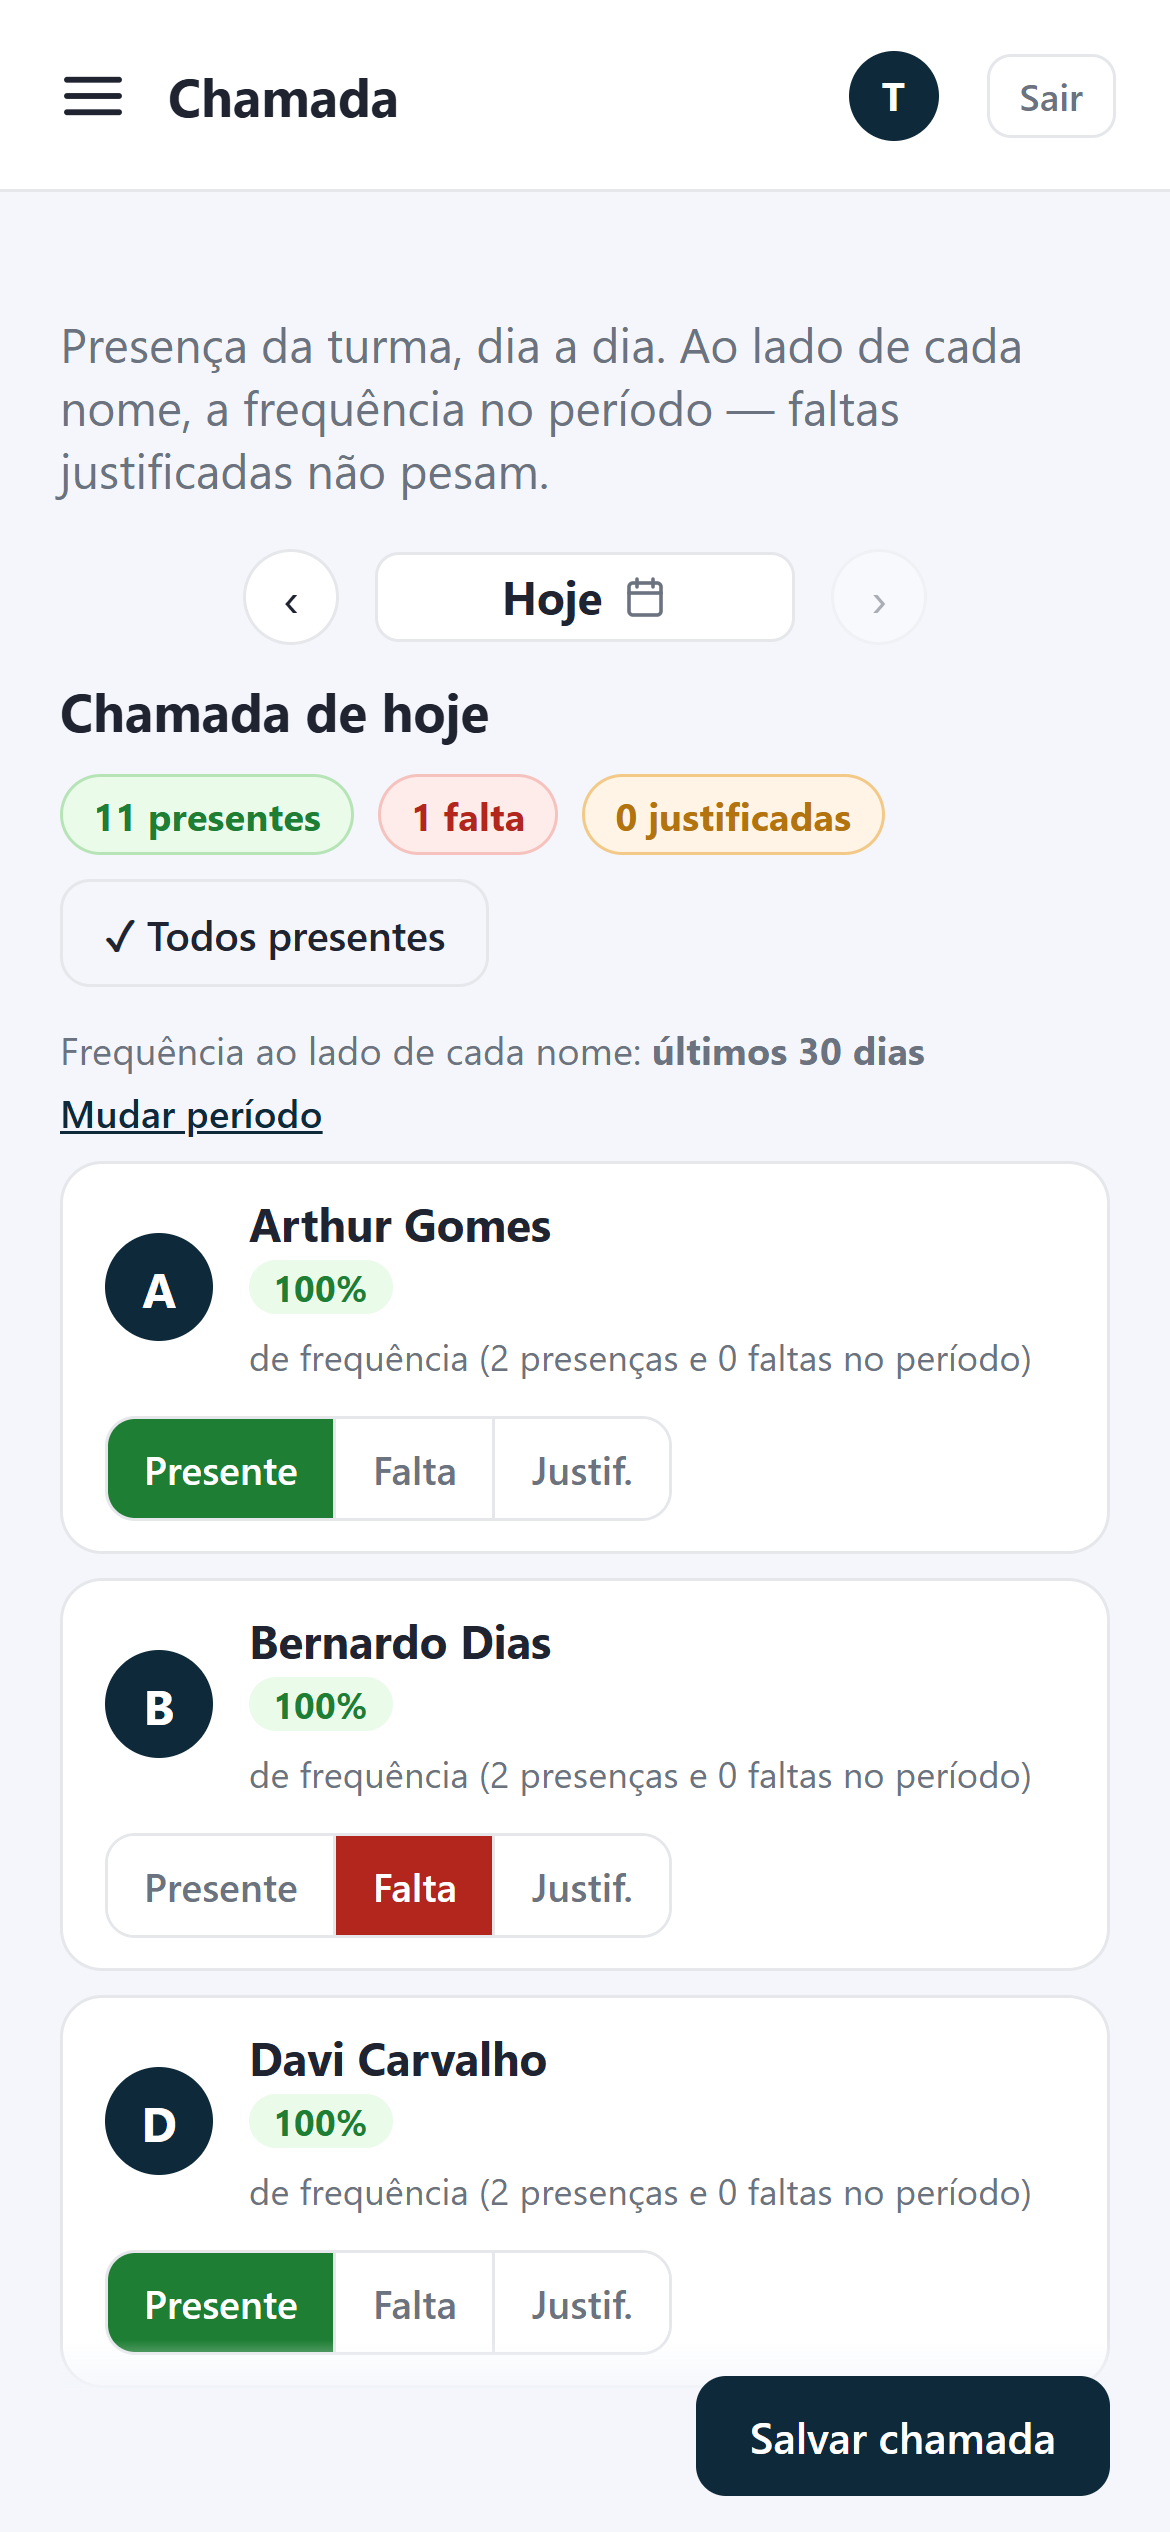 Chamada
T
Sair
Presença da turma, dia a dia. Ao lado de cada
nome, a frequência no período — faltas
justificadas não pesam.
‹
Hoje
›
Chamada de hoje
11 presentes
1 falta
0 justificadas
✓ Todos presentes
Frequência ao lado de cada nome: últimos 30 dias
Mudar período
A
Arthur Gomes
100%
de frequência (2 presenças e 0 faltas no período)
Presente
Falta
Justif.
B
Bernardo Dias
100%
de frequência (2 presenças e 0 faltas no período)
Presente
Falta
Justif.
D
Davi Carvalho
100%
de frequência (2 presenças e 0 faltas no período)
Presente
Falta
Justif.
Salvar chamada